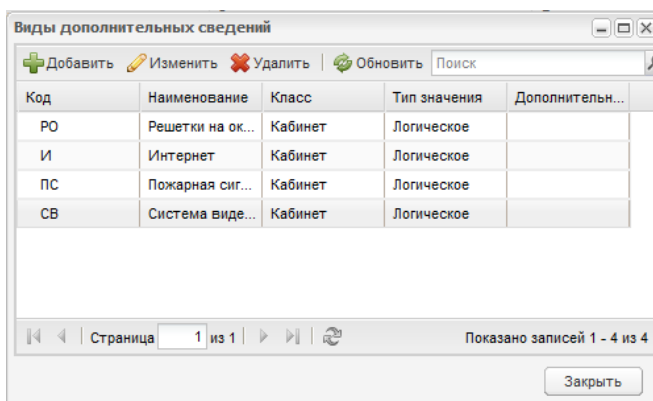 Виды дополнительных сведений
Добавить Изменить Удалить Обновить Поиск
Код Наименование Класс Тип значения Дополнительн...
РО Решетки на ок... Кабинет Логическое
И Интернет Кабинет Логическое
ПС Пожарная сиг... Кабинет Логическое
СВ Система виде... Кабинет Логическое
Страница 1 из 1 Показано записей 1 - 4 из 4
Закрыть